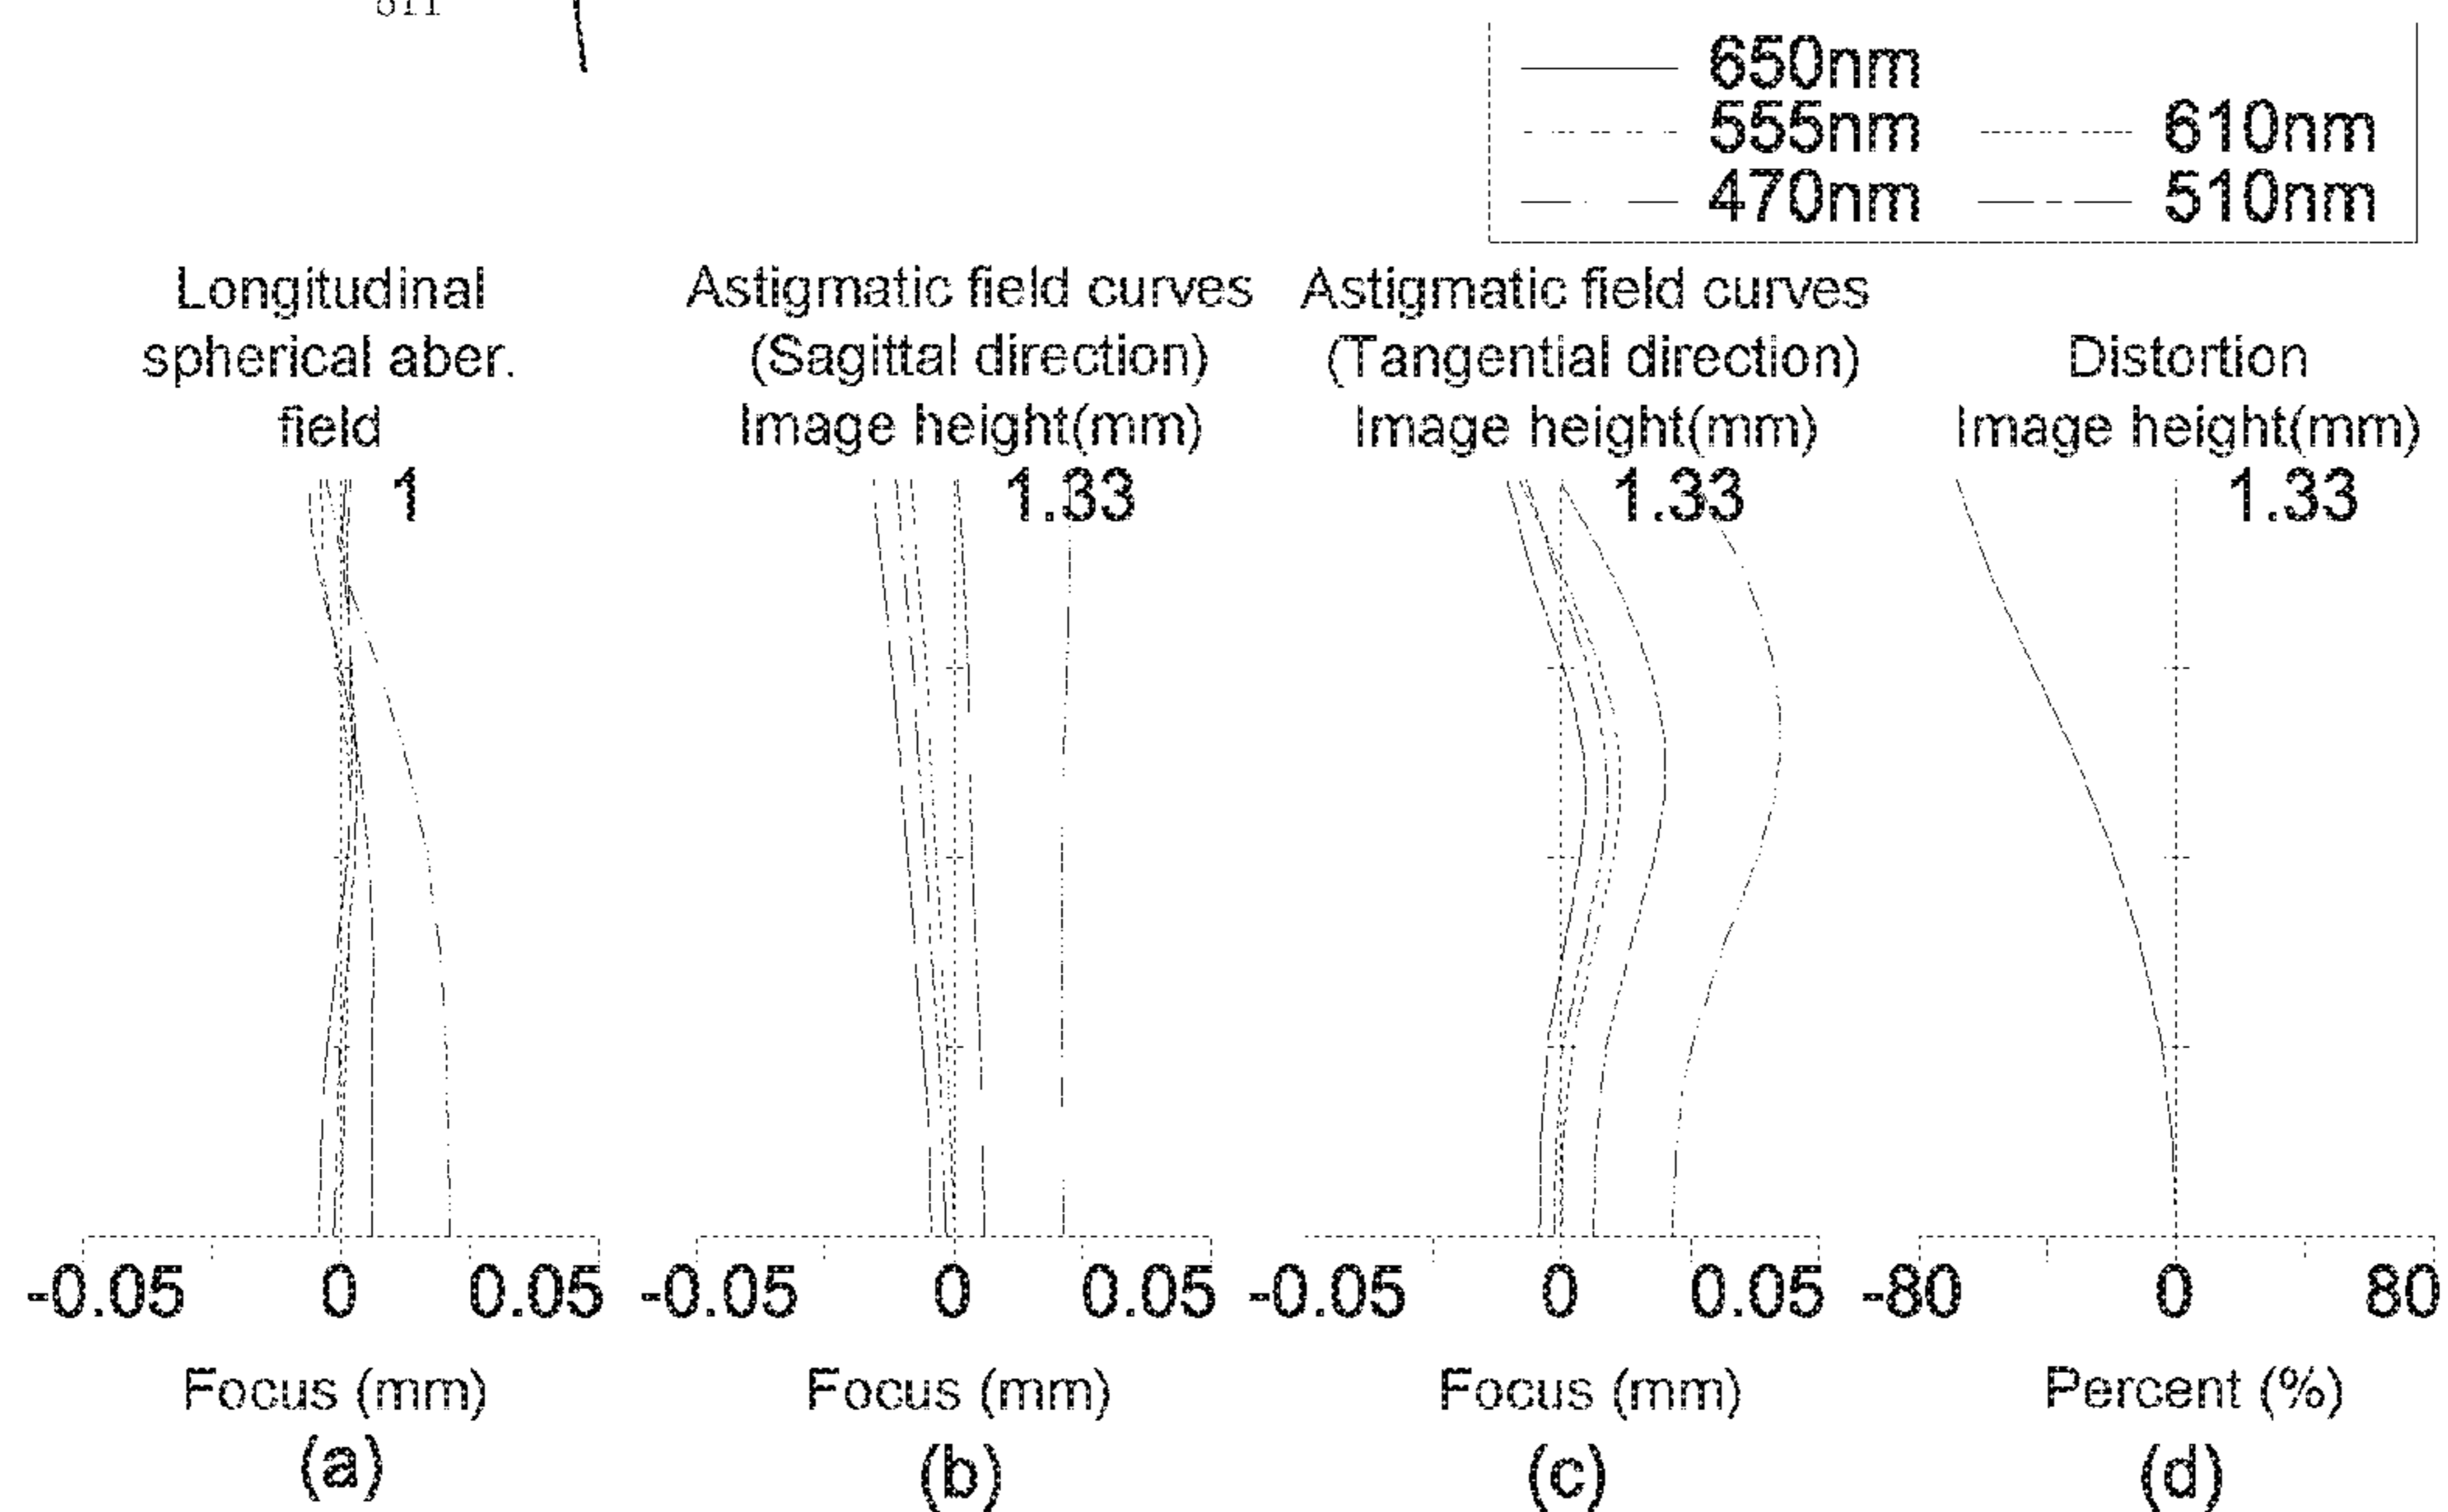 650nm
555nm 610nm
470nm 510nm
Longitudinal
spherical aber.
field
1
Astigmatic field curves
(Sagittal direction)
Image height(mm)
1.33
Astigmatic field curves
(Tangential direction)
Image height(mm)
1.33
Distortion
Image height(mm)
1.33
-0.05 0 0.05
Focus (mm)
(a)
-0.05 0 0.05
Focus (mm)
(b)
-0.05 0 0.05
Focus (mm)
(c)
-80 0 80
Percent (%)
(d)